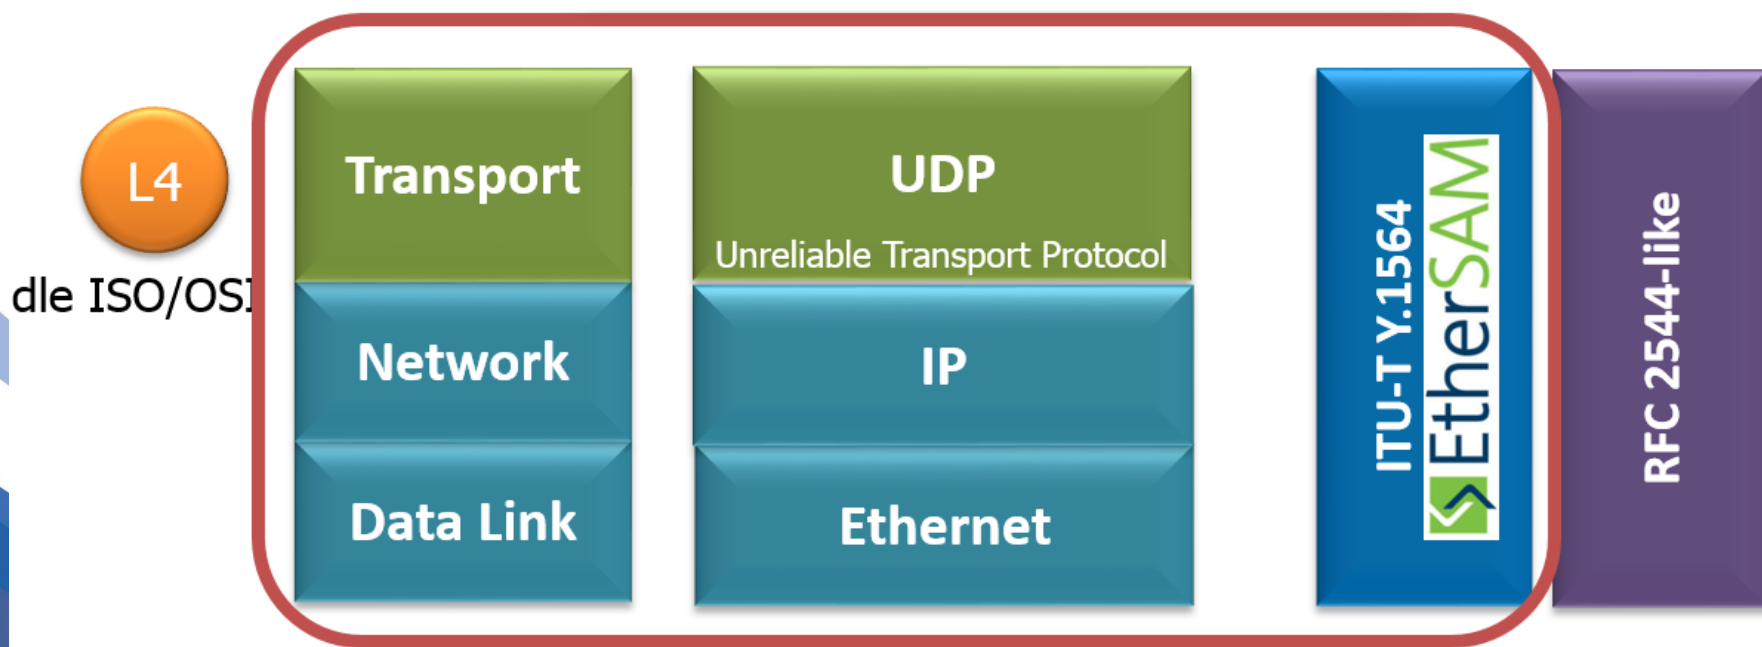 L4
dle ISO/OSI
Transport
Network
Data Link
UDP
Unreliable Transport Protocol
IP
Ethernet
ITU-T Y.1564
EtherSAM
RFC 2544-like